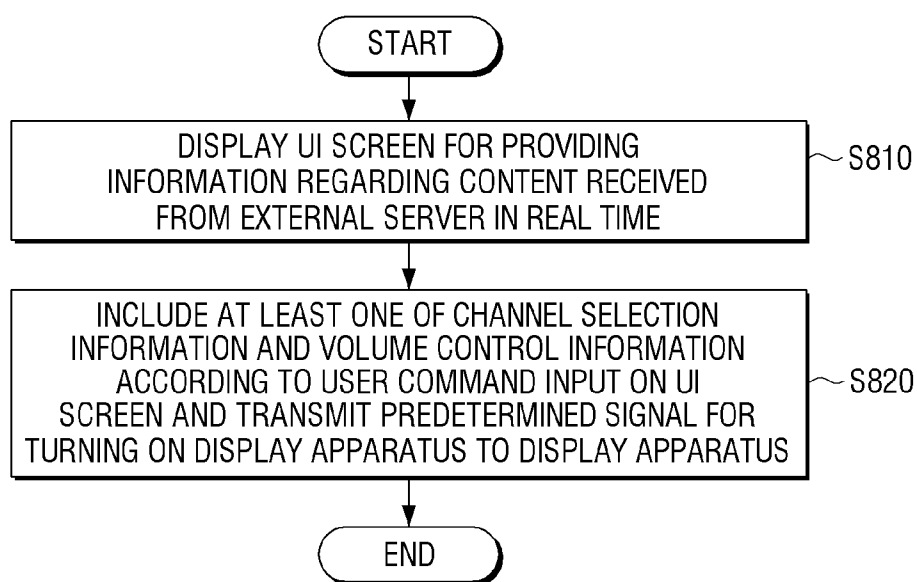 START
DISPLAY UI SCREEN FOR PROVIDING
INFORMATION REGARDING CONTENT RECEIVED
FROM EXTERNAL SERVER IN REAL TIME
S810
INCLUDE AT LEAST ONE OF CHANNEL SELECTION
INFORMATION AND VOLUME CONTROL INFORMATION
ACCORDING TO USER COMMAND INPUT ON UI
SCREEN AND TRANSMIT PREDETERMINED SIGNAL FOR
TURNING ON DISPLAY APPARATUS TO DISPLAY APPARATUS
S820
END